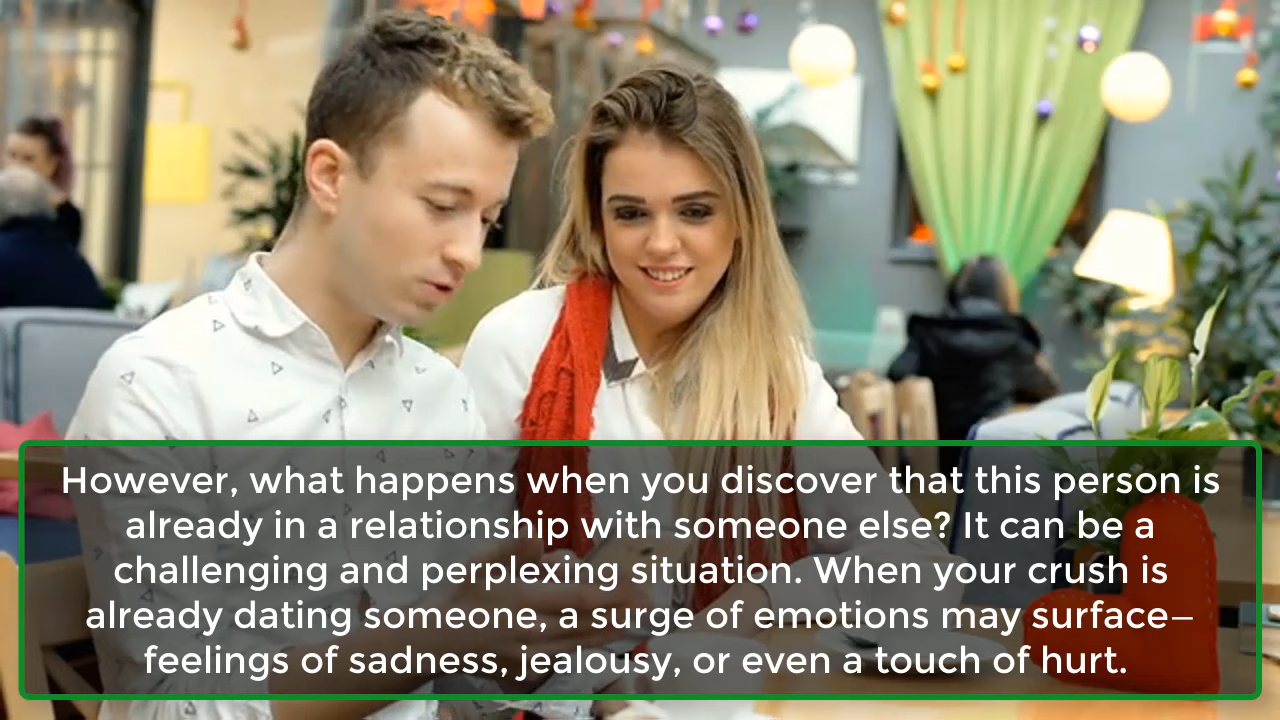 However, what happens when you discover that this person is
already in a relationship with someone else? It can be a
challenging and perplexing situation. When your crush is
already dating someone, a surge of emotions may surface—
feelings of sadness, jealousy, or even a touch of hurt.